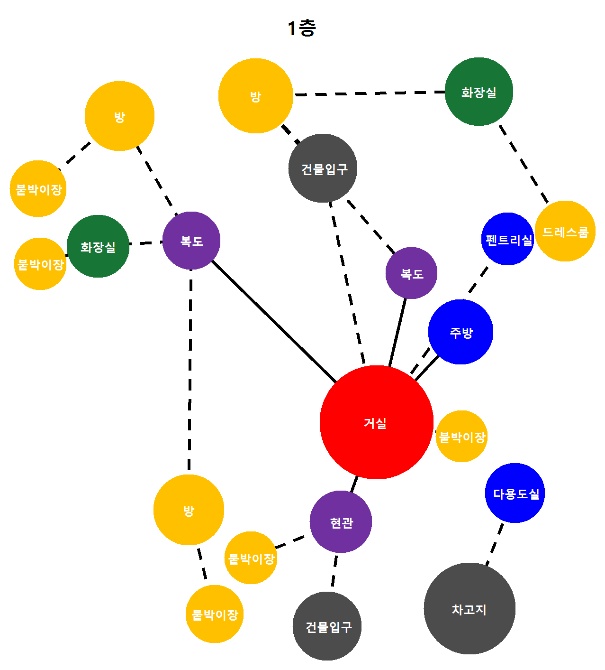 1층
방
화장실
방
건물입구
붙박이장
드레스룸
펜트리실
복도
화장실
붙박이장
복도
주방
거실
붙박이장
다용도실
방
현관
붙박이장
차고지
붙박이장
건물입구